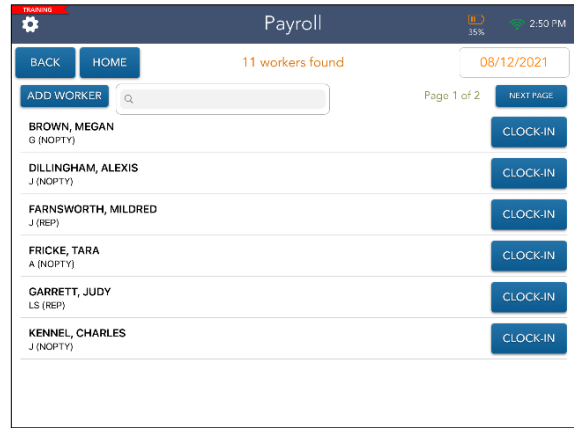 TRAINING
Payroll
35%
2:50 PM
BACK
HOME
11 workers found
08/12/2021
ADD WORKER
Page 1 of 2
NEXT PAGE
BROWN, MEGAN
G (NOPTY)
CLOCK-IN
DILLINGHAM, ALEXIS
J (NOPTY)
CLOCK-IN
FARNSWORTH, MILDRED
J (REP)
CLOCK-IN
FRICKE, TARA
A (NOPTY)
CLOCK-IN
GARRETT, JUDY
LS (REP)
CLOCK-IN
KENNEL, CHARLES
J (NOPTY)
CLOCK-IN